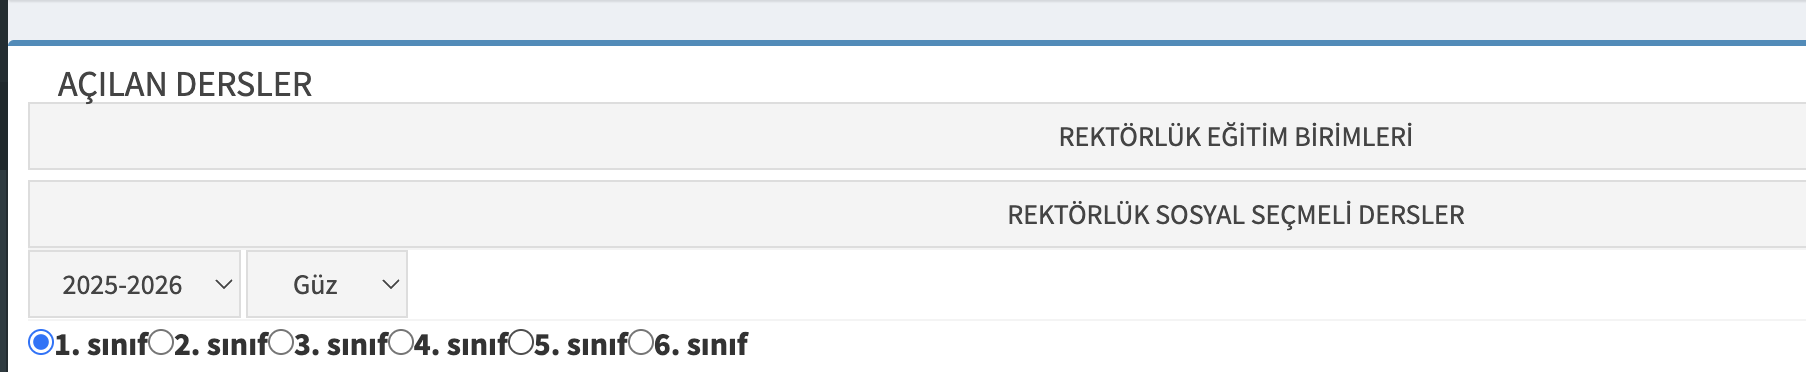 AÇILAN DERSLER
REKTÖRLÜK EĞİTİM BİRİMLERİ
REKTÖRLÜK SOSYAL SEÇMELİ DERSLER
2025-2026 Güz
1. sınıf 2. sınıf 3. sınıf 4. sınıf 5. sınıf 6. sınıf